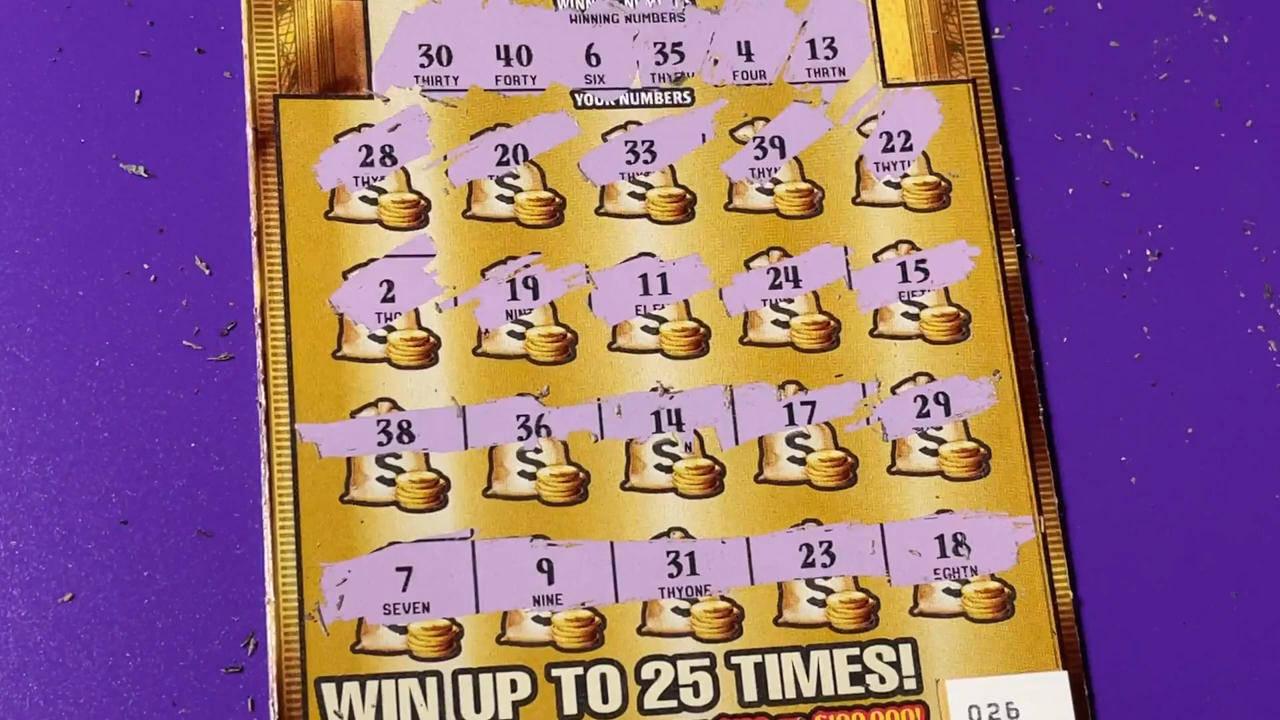 WINNING NUMBERS
30 40 6 35 4 13
THIRTY FORTY SIX FOUR THRTN
YOUR NUMBERS
28 20 33 39 22
2 19 11 24 15
38 36 14 17 29
7 9 31 23 18
SEVEN NINE THYONE EGHTN
WIN UP TO 25 TIMES!
026